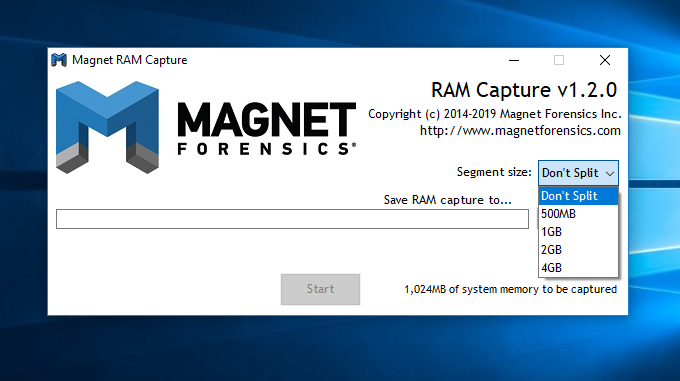 Magnet RAM Capture
RAM Capture v1.2.0
Copyright (c) 2014-2019 Magnet Forensics Inc.
http://www.magnetforensics.com
MAGNET
FORENSICS®
Segment size: Don't Split
Save RAM capture to...
Don't Split
500MB
1GB
2GB
4GB
Start
1,024MB of system memory to be captured